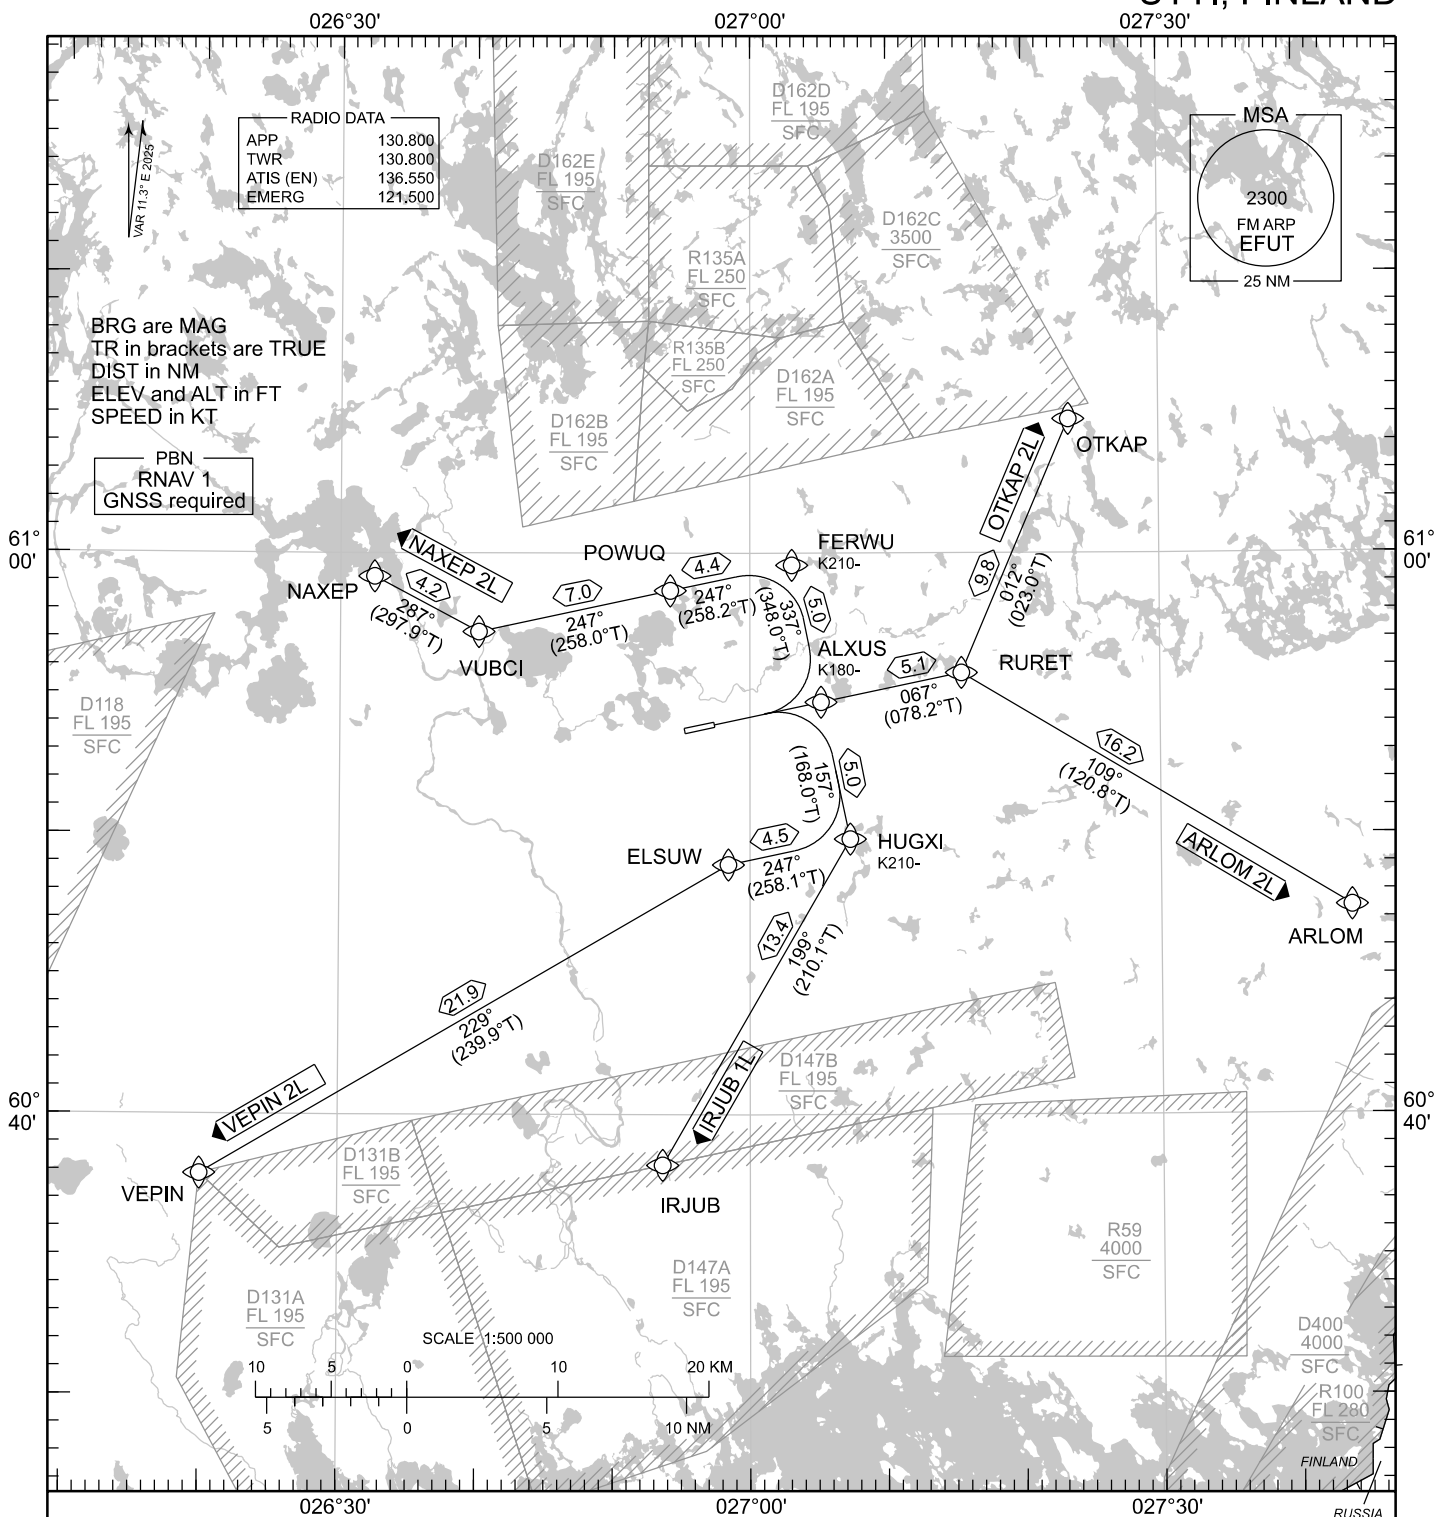 026°30'
027°00'
027°30'
RADIO DATA
APP 130.800
TWR 130.800
ATIS (EN) 136.550
EMERG 121.500
VAR 11.3° E 2025
MSA
2300
FM ARP
EFUT
25 NM
D162D
FL 195
SFC
D162E
FL 195
SFC
D162C
3500
SFC
R135A
FL 250
SFC
R135B
FL 250
SFC
D162A
FL 195
SFC
D162B
FL 195
SFC
BRG are MAG
TR in brackets are TRUE
DIST in NM
ELEV and ALT in FT
SPEED in KT
PBN
RNAV 1
GNSS required
OTKAP
OTKAP 2L
9.8
012°
(023.0°T)
61°
00'
61°
00'
NAXEP 2L
NAXEP
4.2
287°
(297.9°T)
VUBCI
7.0
247°
(258.0°T)
POWUQ
4.4
247°
(258.2°T)
FERWU
K210-
5.0
337°
(348.0°T)
ALXUS
K180-
5.1
067°
(078.2°T)
RURET
16.2
109°
(120.8°T)
ARLOM 2L
ARLOM
D118
FL 195
SFC
5.0
157°
(168.0°T)
HUGXI
K210-
ELSUW
4.5
247°
(258.1°T)
13.4
199°
(210.1°T)
21.9
229°
(239.9°T)
VEPIN 2L
VEPIN
IRJUB 1L
IRJUB
60°
40'
60°
40'
D147B
FL 195
SFC
D131B
FL 195
SFC
D147A
FL 195
SFC
D131A
FL 195
SFC
R59
4000
SFC
D400
4000
SFC
R100
FL 280
SFC
SCALE 1:500 000
10 5 0 10 20 KM
5 0 5 10 NM
FINLAND
RUSSIA
026°30'
027°00'
027°30'